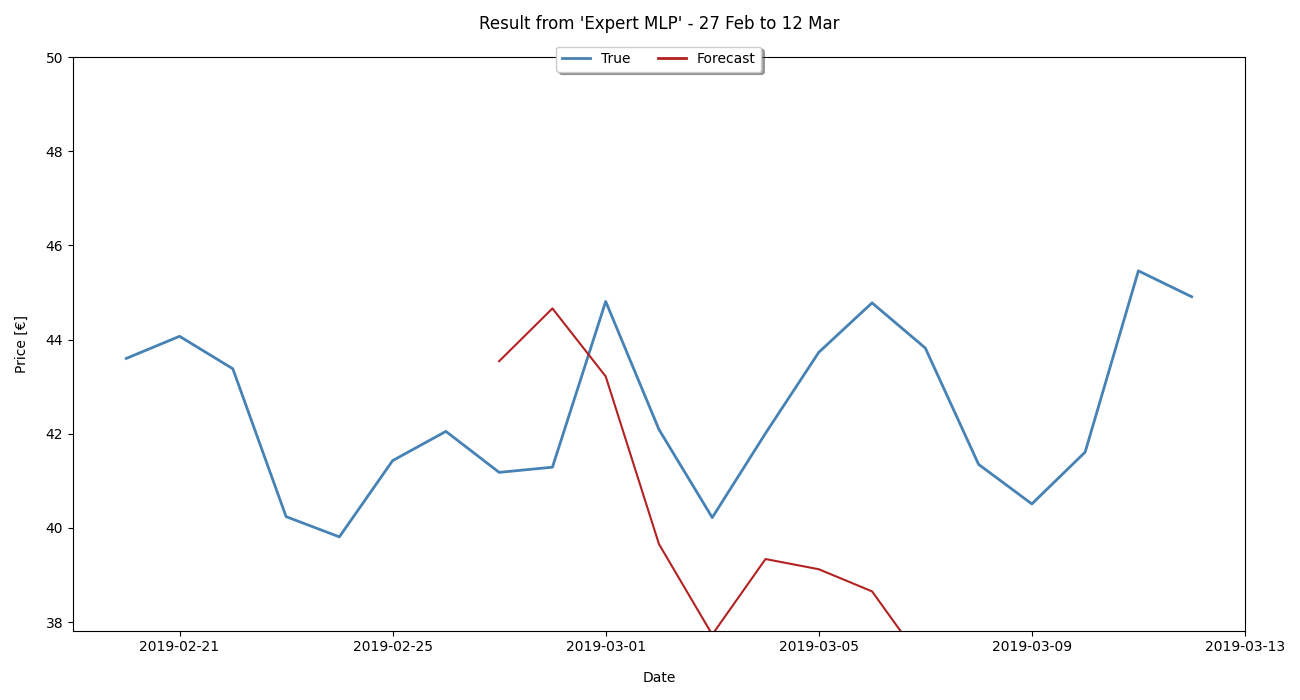 Result from 'Expert MLP' - 27 Feb to 12 Mar
True Forecast
50
48
46
44
42
40
38
Price [€]
2019-02-21 2019-02-25 2019-03-01 2019-03-05 2019-03-09 2019-03-13
Date